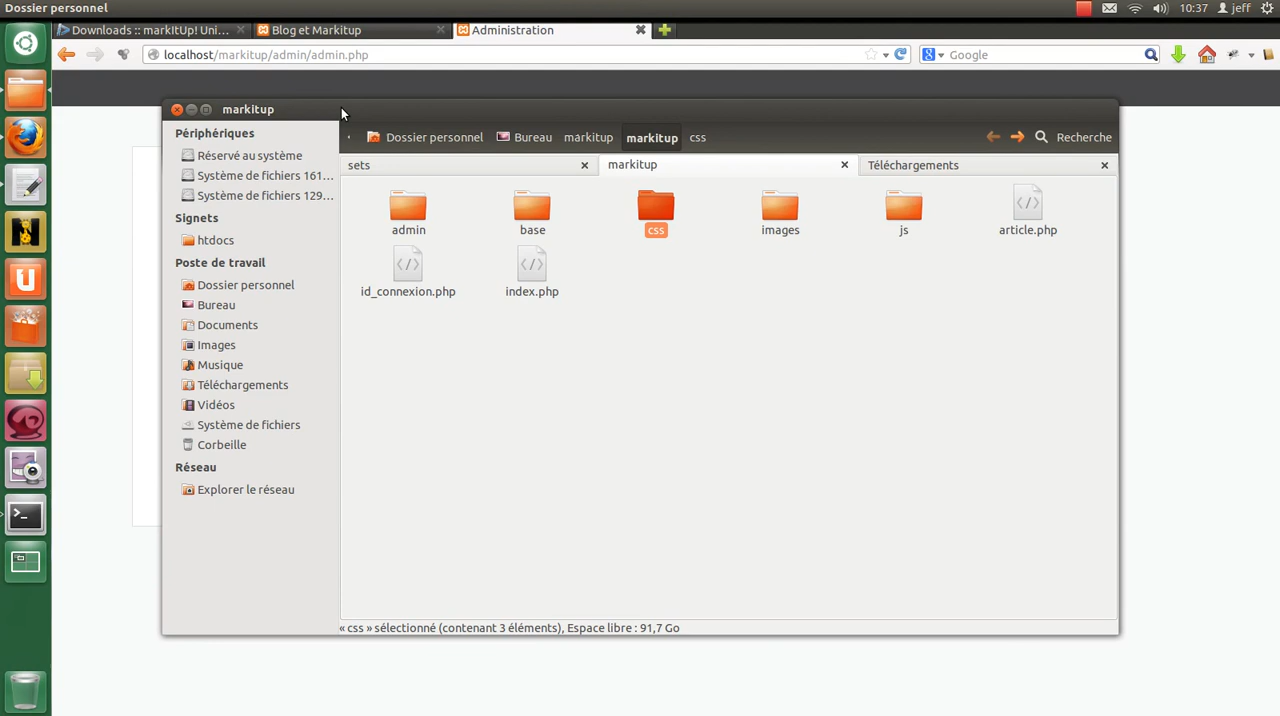 Dossier personnel
10:37
jeff
Downloads :: markItUp! Uni...
Blog et Markitup
Administration
localhost/markitup/admin/admin.php
Google
markitup
Périphériques
Réservé au système
Système de fichiers 161...
Système de fichiers 129...
Signets
htdocs
Poste de travail
Dossier personnel
Bureau
Documents
Images
Musique
Téléchargements
Vidéos
Système de fichiers
Corbeille
Réseau
Explorer le réseau
Dossier personnel
Bureau
markitup
markitup
css
Recherche
sets
markitup
Téléchargements
admin
base
css
images
js
article.php
id_connexion.php
index.php
« css » sélectionné (contenant 3 éléments), Espace libre : 91,7 Go